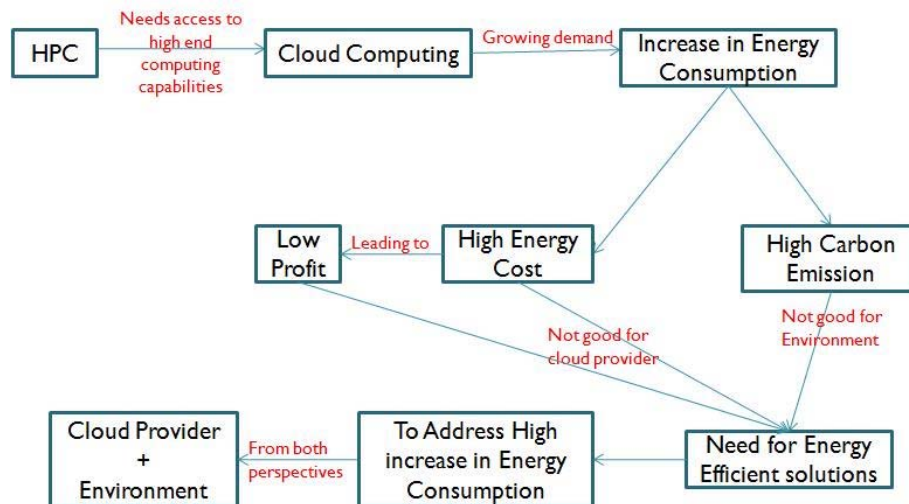 HPC
Needs access to
high end
computing
capabilities
Cloud Computing
Growing demand
Increase in Energy
Consumption
Low
Profit
Leading to
High Energy
Cost
High Carbon
Emission
Not good for
cloud provider
Not good for
Environment
Cloud Provider
+
Environment
From both
perspectives
To Address High
increase in Energy
Consumption
Need for Energy
Efficient solutions